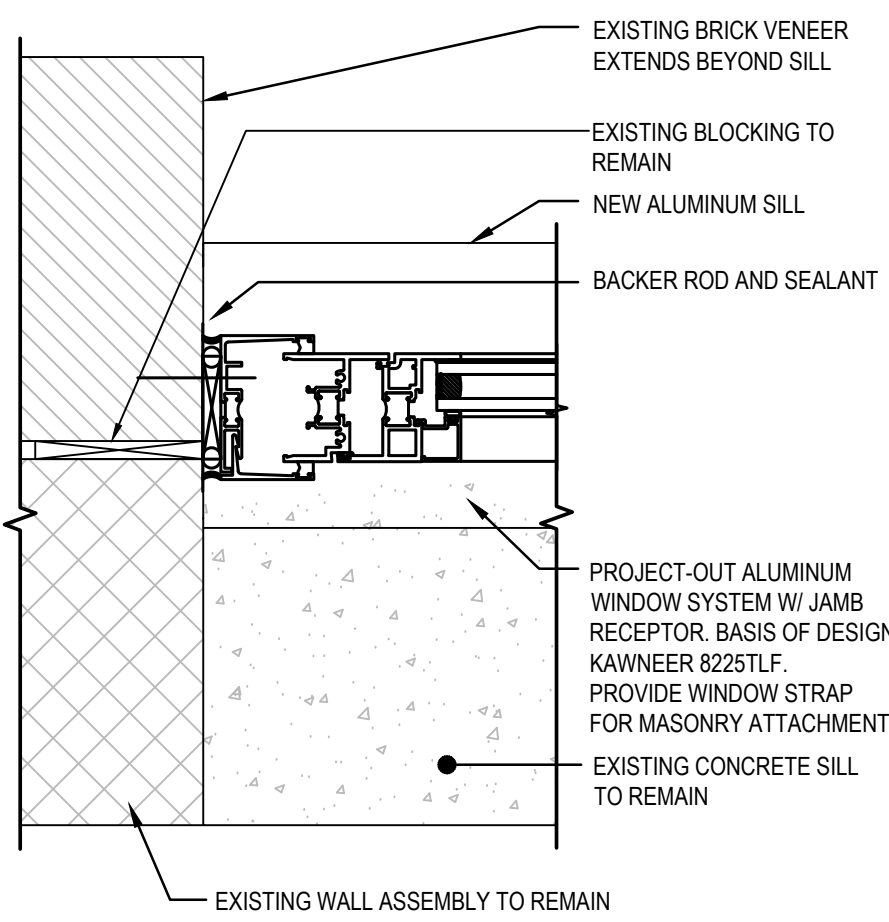 EXISTING BRICK VENEER
EXTENDS BEYOND SILL
EXISTING BLOCKING TO
REMAIN
NEW ALUMINUM SILL
BACKER ROD AND SEALANT
PROJECT-OUT ALUMINUM
WINDOW SYSTEM W/ JAMB
RECEPTOR. BASIS OF DESIGN
KAWNEER 8225TLF.
PROVIDE WINDOW STRAP
FOR MASONRY ATTACHMENT
EXISTING CONCRETE SILL
TO REMAIN
EXISTING WALL ASSEMBLY TO REMAIN